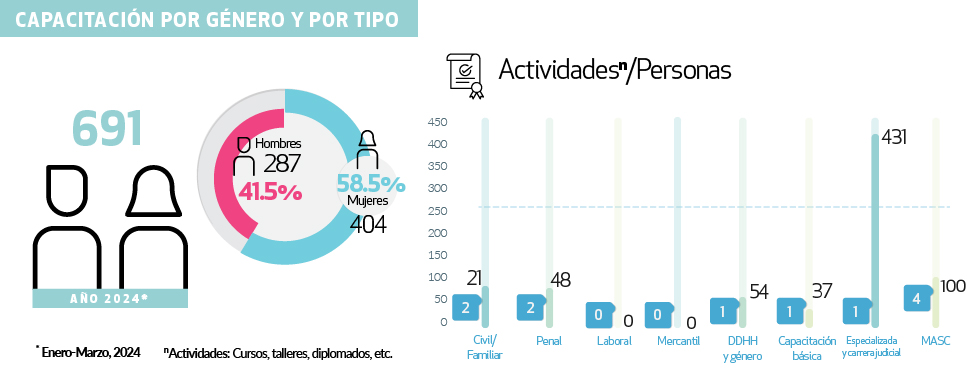 CAPACITACIÓN POR GÉNERO Y POR TIPO
691
AÑO 2024*
Hombres
287
41.5%
58.5%
Mujeres
404
* Enero-Marzo, 2024
ⁿActividades: Cursos, talleres, diplomados, etc.
Actividadesⁿ/Personas
450
400
350
300
250
200
150
100
50
0
2
21
Civil/
Familiar
2
48
Penal
0
0
Laboral
0
0
Mercantil
1
54
DDHH
y género
1
37
Capacitación
básica
1
431
Especializada
y carrera judicial
4
100
MASC